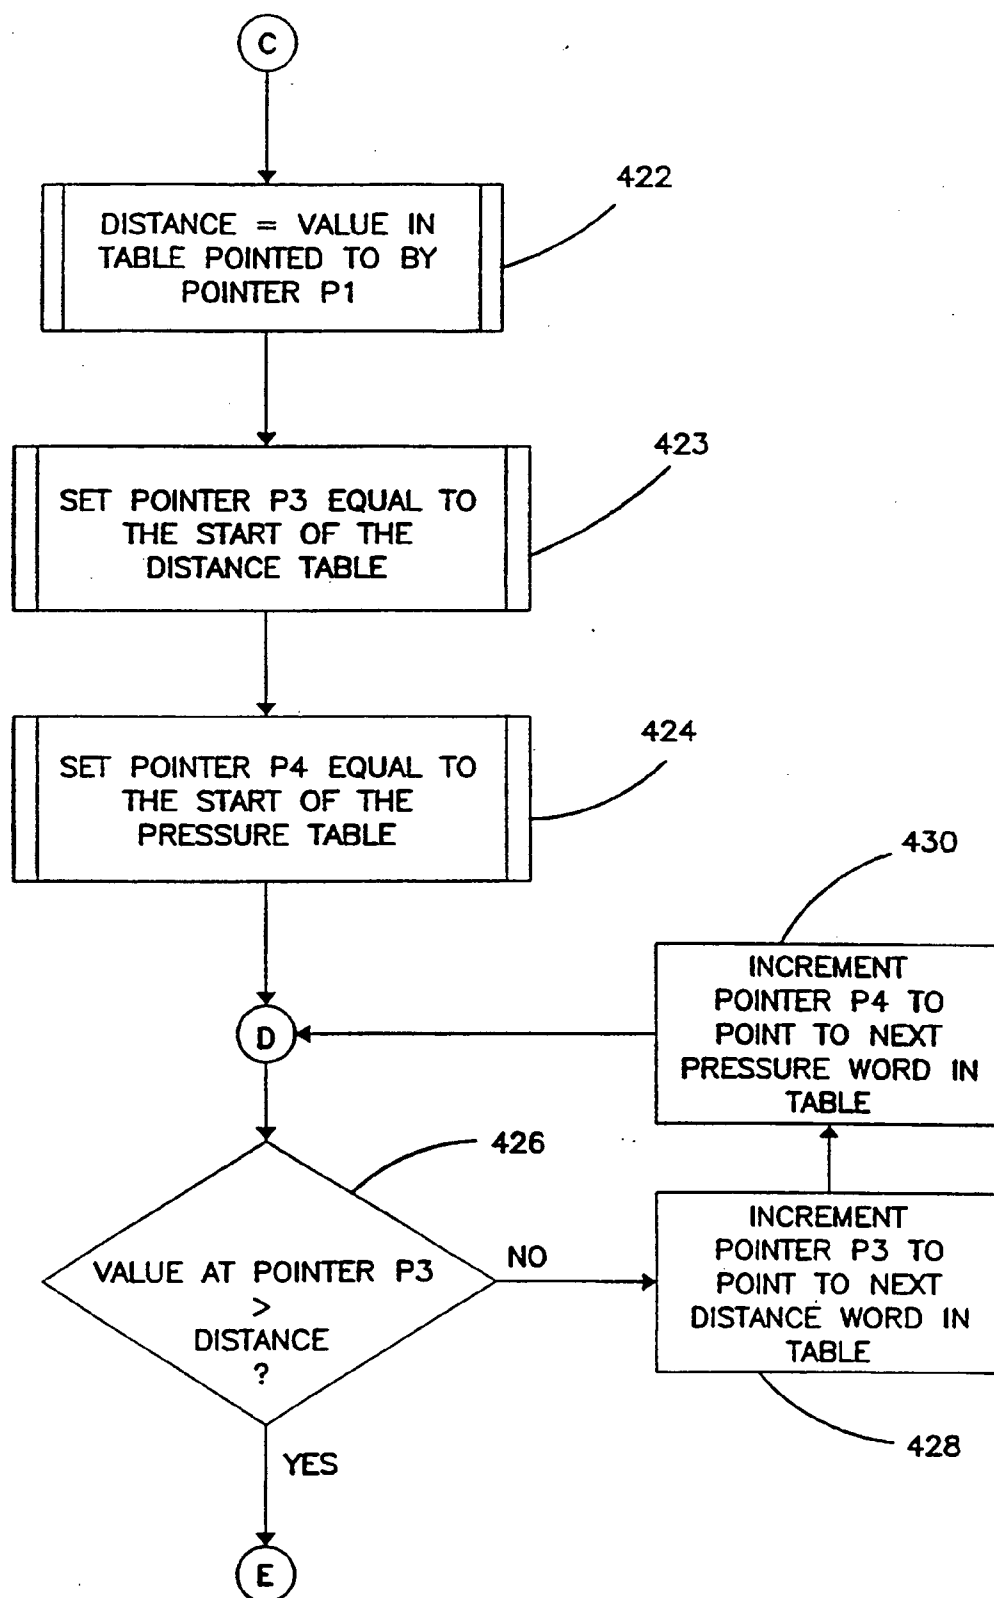 C
422
DISTANCE = VALUE IN
TABLE POINTED TO BY
POINTER P1
423
SET POINTER P3 EQUAL TO
THE START OF THE
DISTANCE TABLE
424
SET POINTER P4 EQUAL TO
THE START OF THE
PRESSURE TABLE
430
INCREMENT
POINTER P4 TO
POINT TO NEXT
PRESSURE WORD IN
TABLE
D
426
VALUE AT POINTER P3
>
DISTANCE
?
NO
INCREMENT
POINTER P3 TO
POINT TO NEXT
DISTANCE WORD IN
TABLE
428
YES
E